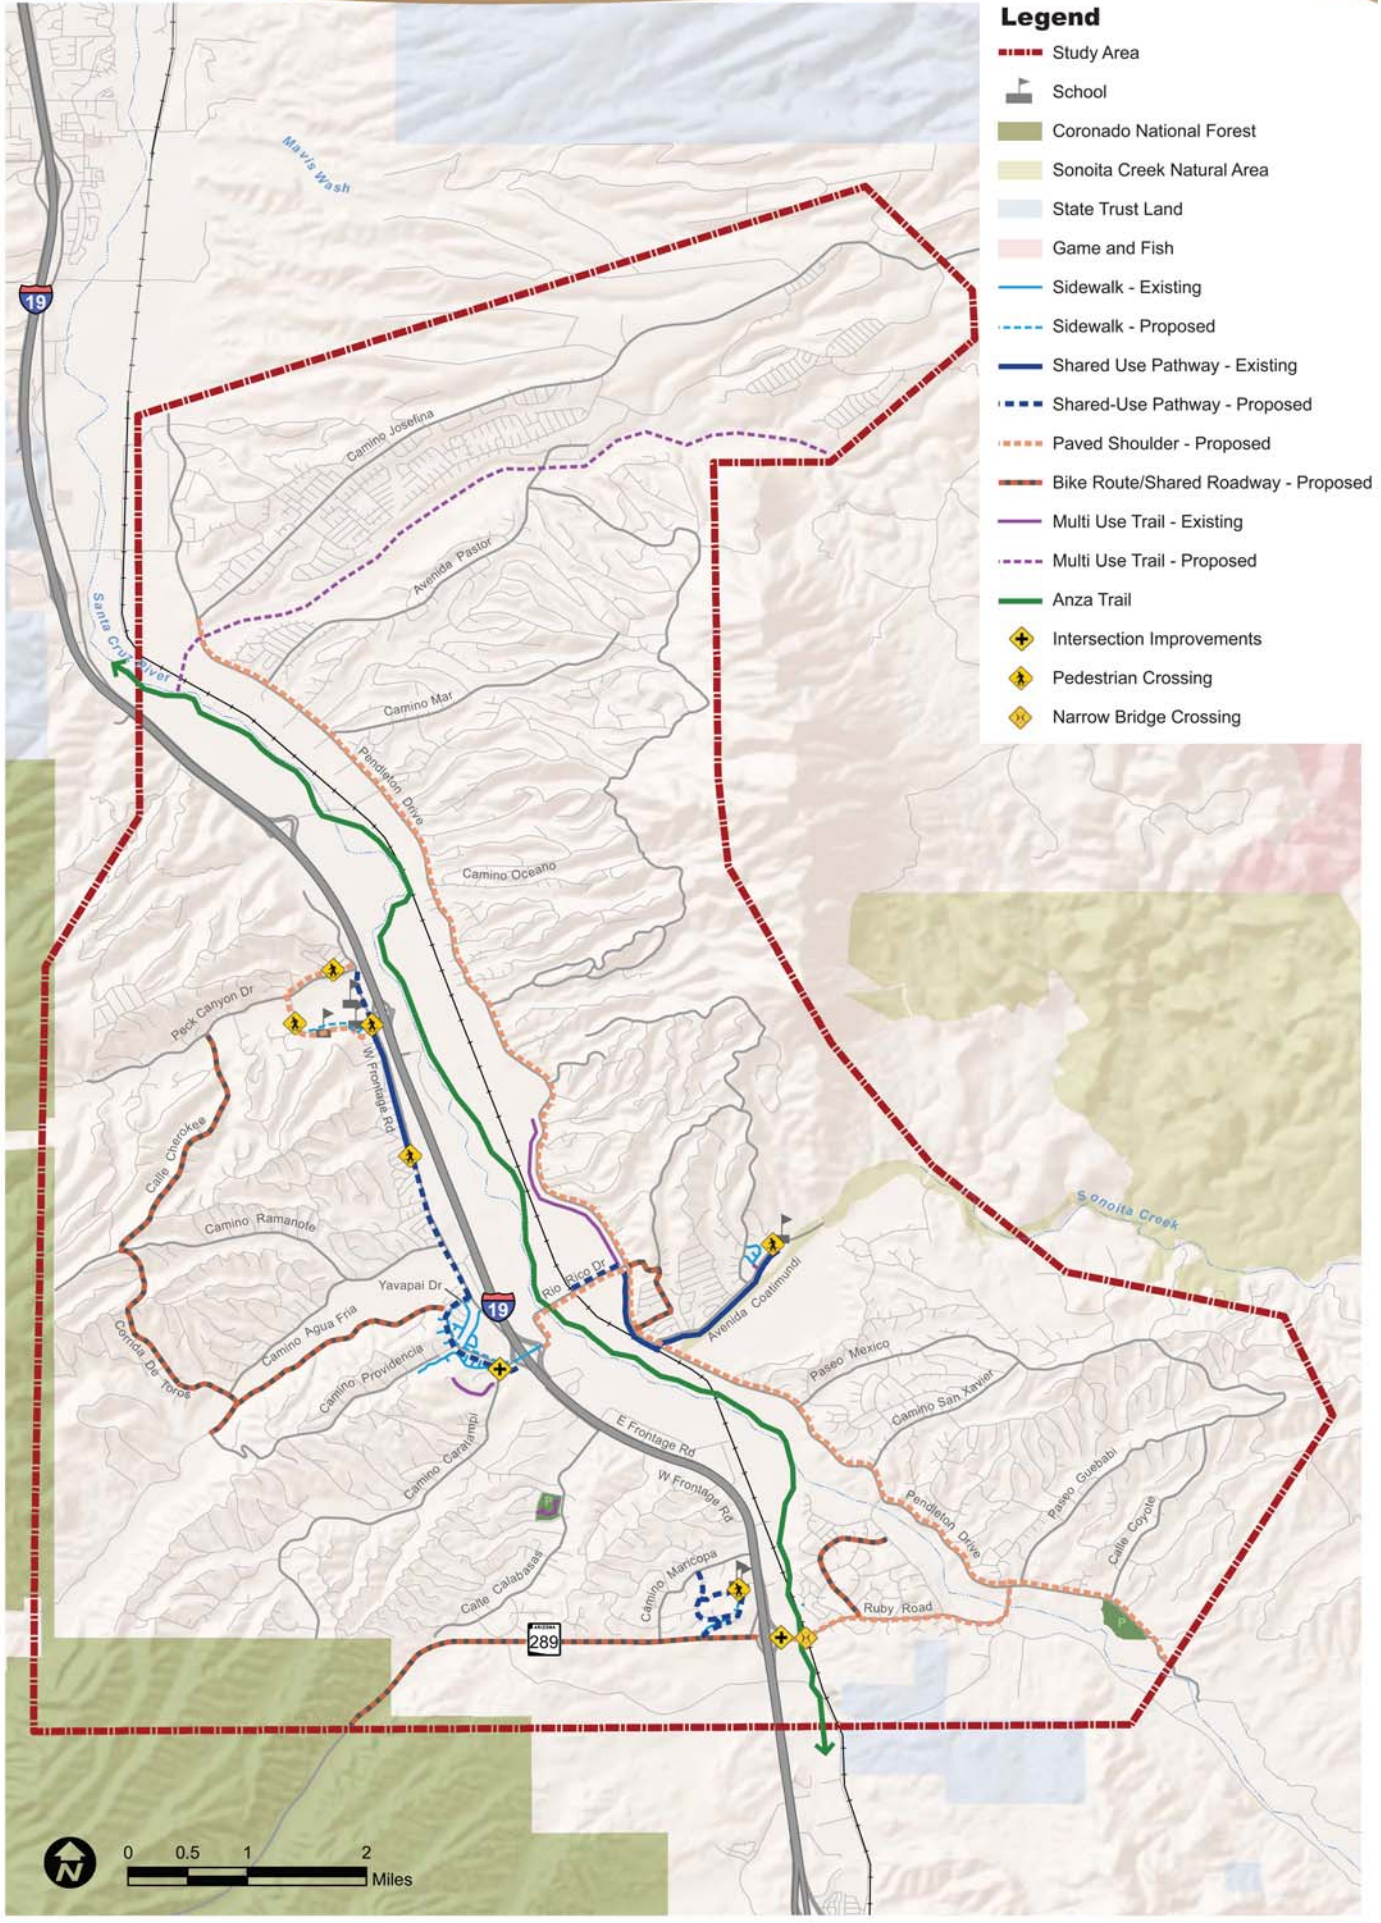 Legend
Study Area
School
Coronado National Forest
Sonoita Creek Natural Area
State Trust Land
Game and Fish
Sidewalk - Existing
Sidewalk - Proposed
Shared Use Pathway - Existing
Shared-Use Pathway - Proposed
Paved Shoulder - Proposed
Bike Route/Shared Roadway - Proposed
Multi Use Trail - Existing
Multi Use Trail - Proposed
Anza Trail
Intersection Improvements
Pedestrian Crossing
Narrow Bridge Crossing
Mavis Wash
19
Camino Josefina
Avenida Pastor
Santa Cruz River
Camino Mar
Pendleton Drive
Camino Oceano
Peck Canyon Dr
W Frontage Rd
Calle Cherokee
Camino Ramanote
Sonoita Creek
Yavapai Dr
Rio Rico Dr
19
Avenida Coatimundi
Camino Agua Fria
Corrida De Toros
Camino Providencia
Paseo Mexico
Camino San Xavier
Camino Caralampi
E Frontage Rd
W Frontage Rd
Paseo Guebabi
Calle Coyote
P
Pendleton Drive
Calle Calabasas
Camino Maricopa
Ruby Road
P
ARIZONA
289
N
0 0.5 1 2
Miles